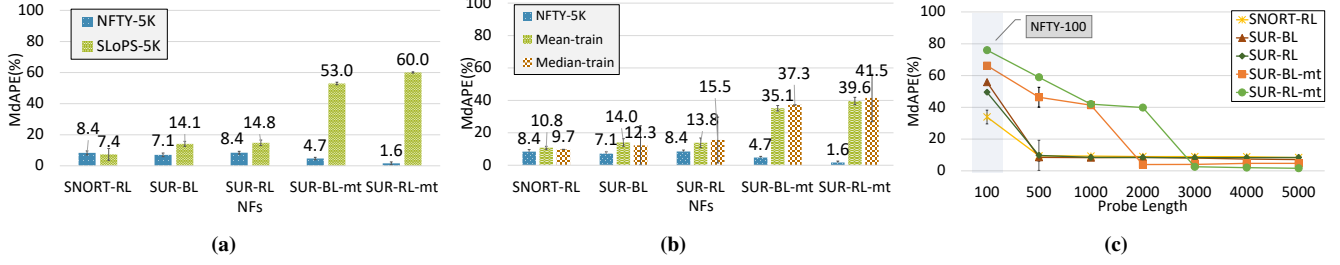 MdAPE(%)
100
80
60
40
20
0
NFTY-5K
SLoPS-5K
8.4
7.4
7.1
14.1
8.4
14.8
4.7
53.0
1.6
60.0
SNORT-RL SUR-BL SUR-RL SUR-BL-mt SUR-RL-mt
NFs
(a)
MdAPE(%)
100
80
60
40
20
0
NFTY-5K
Mean-train
Median-train
8.4
10.8
9.7
7.1
14.0
12.3
8.4
13.8
15.5
4.7
35.1
37.3
1.6
39.6
41.5
SNORT-RL SUR-BL SUR-RL SUR-BL-mt SUR-RL-mt
NFs
(b)
MdAPE(%)
100
80
60
40
20
0
NFTY-100
SNORT-RL
SUR-BL
SUR-RL
SUR-BL-mt
SUR-RL-mt
100 500 1000 2000 3000 4000 5000
Probe Length
(c)